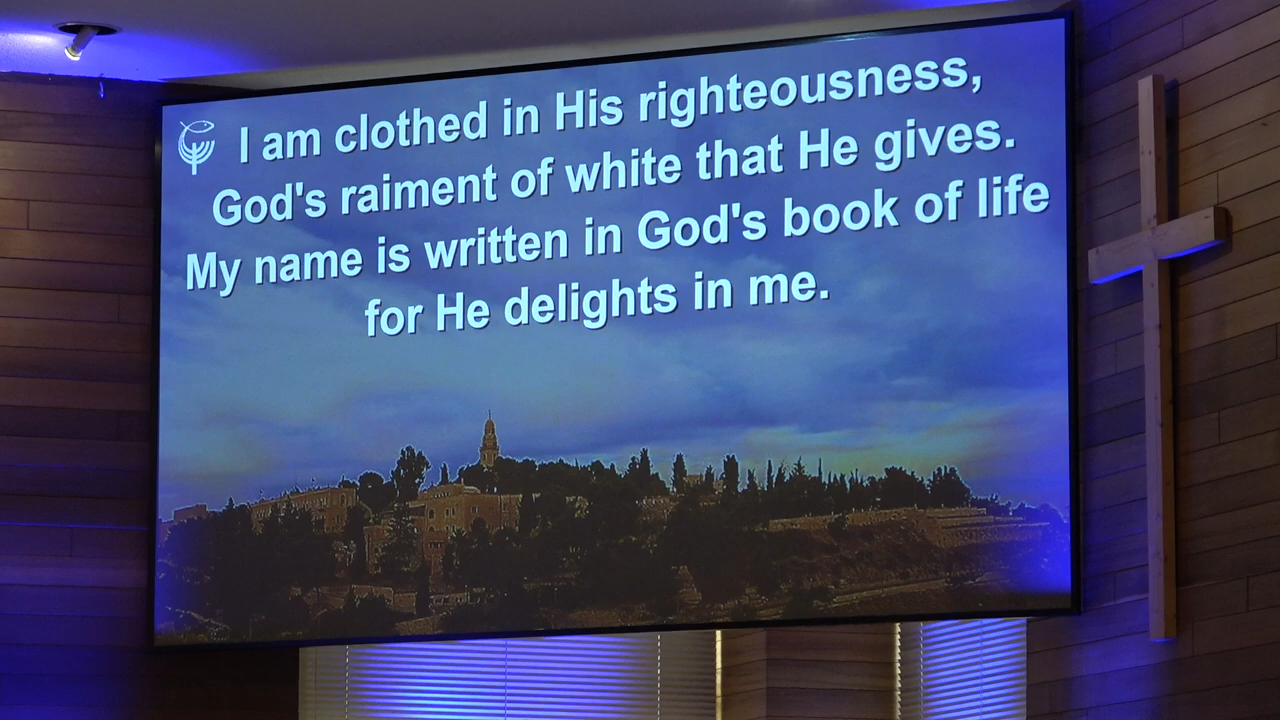 I am clothed in His righteousness,
God's raiment of white that He gives.
My name is written in God's book of life
for He delights in me.